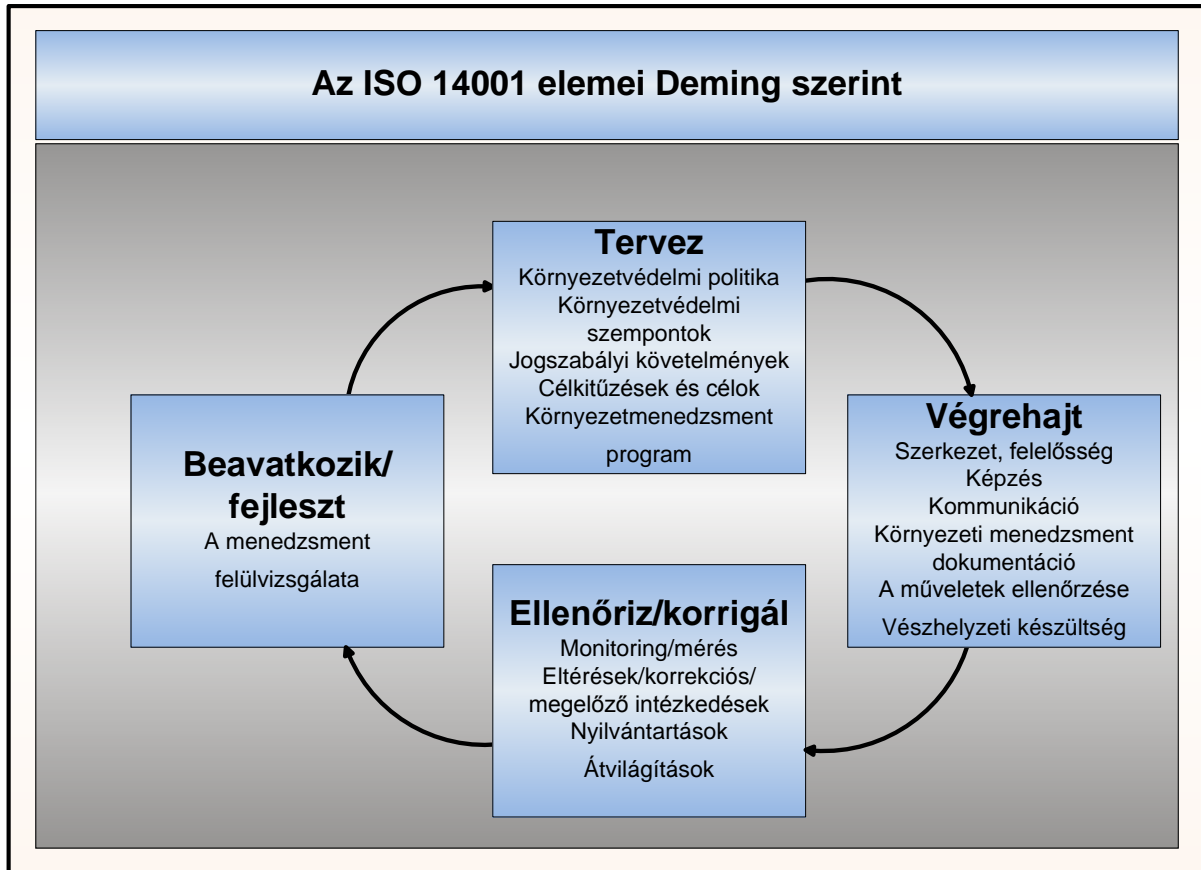 Az ISO 14001 elemei Deming szerint
Tervez
Környezetvédelmi politika
Környezetvédelmi
szempontok
Jogszabályi követelmények
Célkitűzések és célok
Környezetmenedzsment
program
Végrehajt
Szerkezet, felelősség
Képzés
Kommunikáció
Környezeti menedzsment
dokumentáció
A műveletek ellenőrzése
Vészhelyzeti készültség
Ellenőriz/korrigál
Monitoring/mérés
Eltérések/korrekciós/
megelőző intézkedések
Nyilvántartások
Átvilágítások
Beavatkozik/
fejleszt
A menedzsment
felülvizsgálata